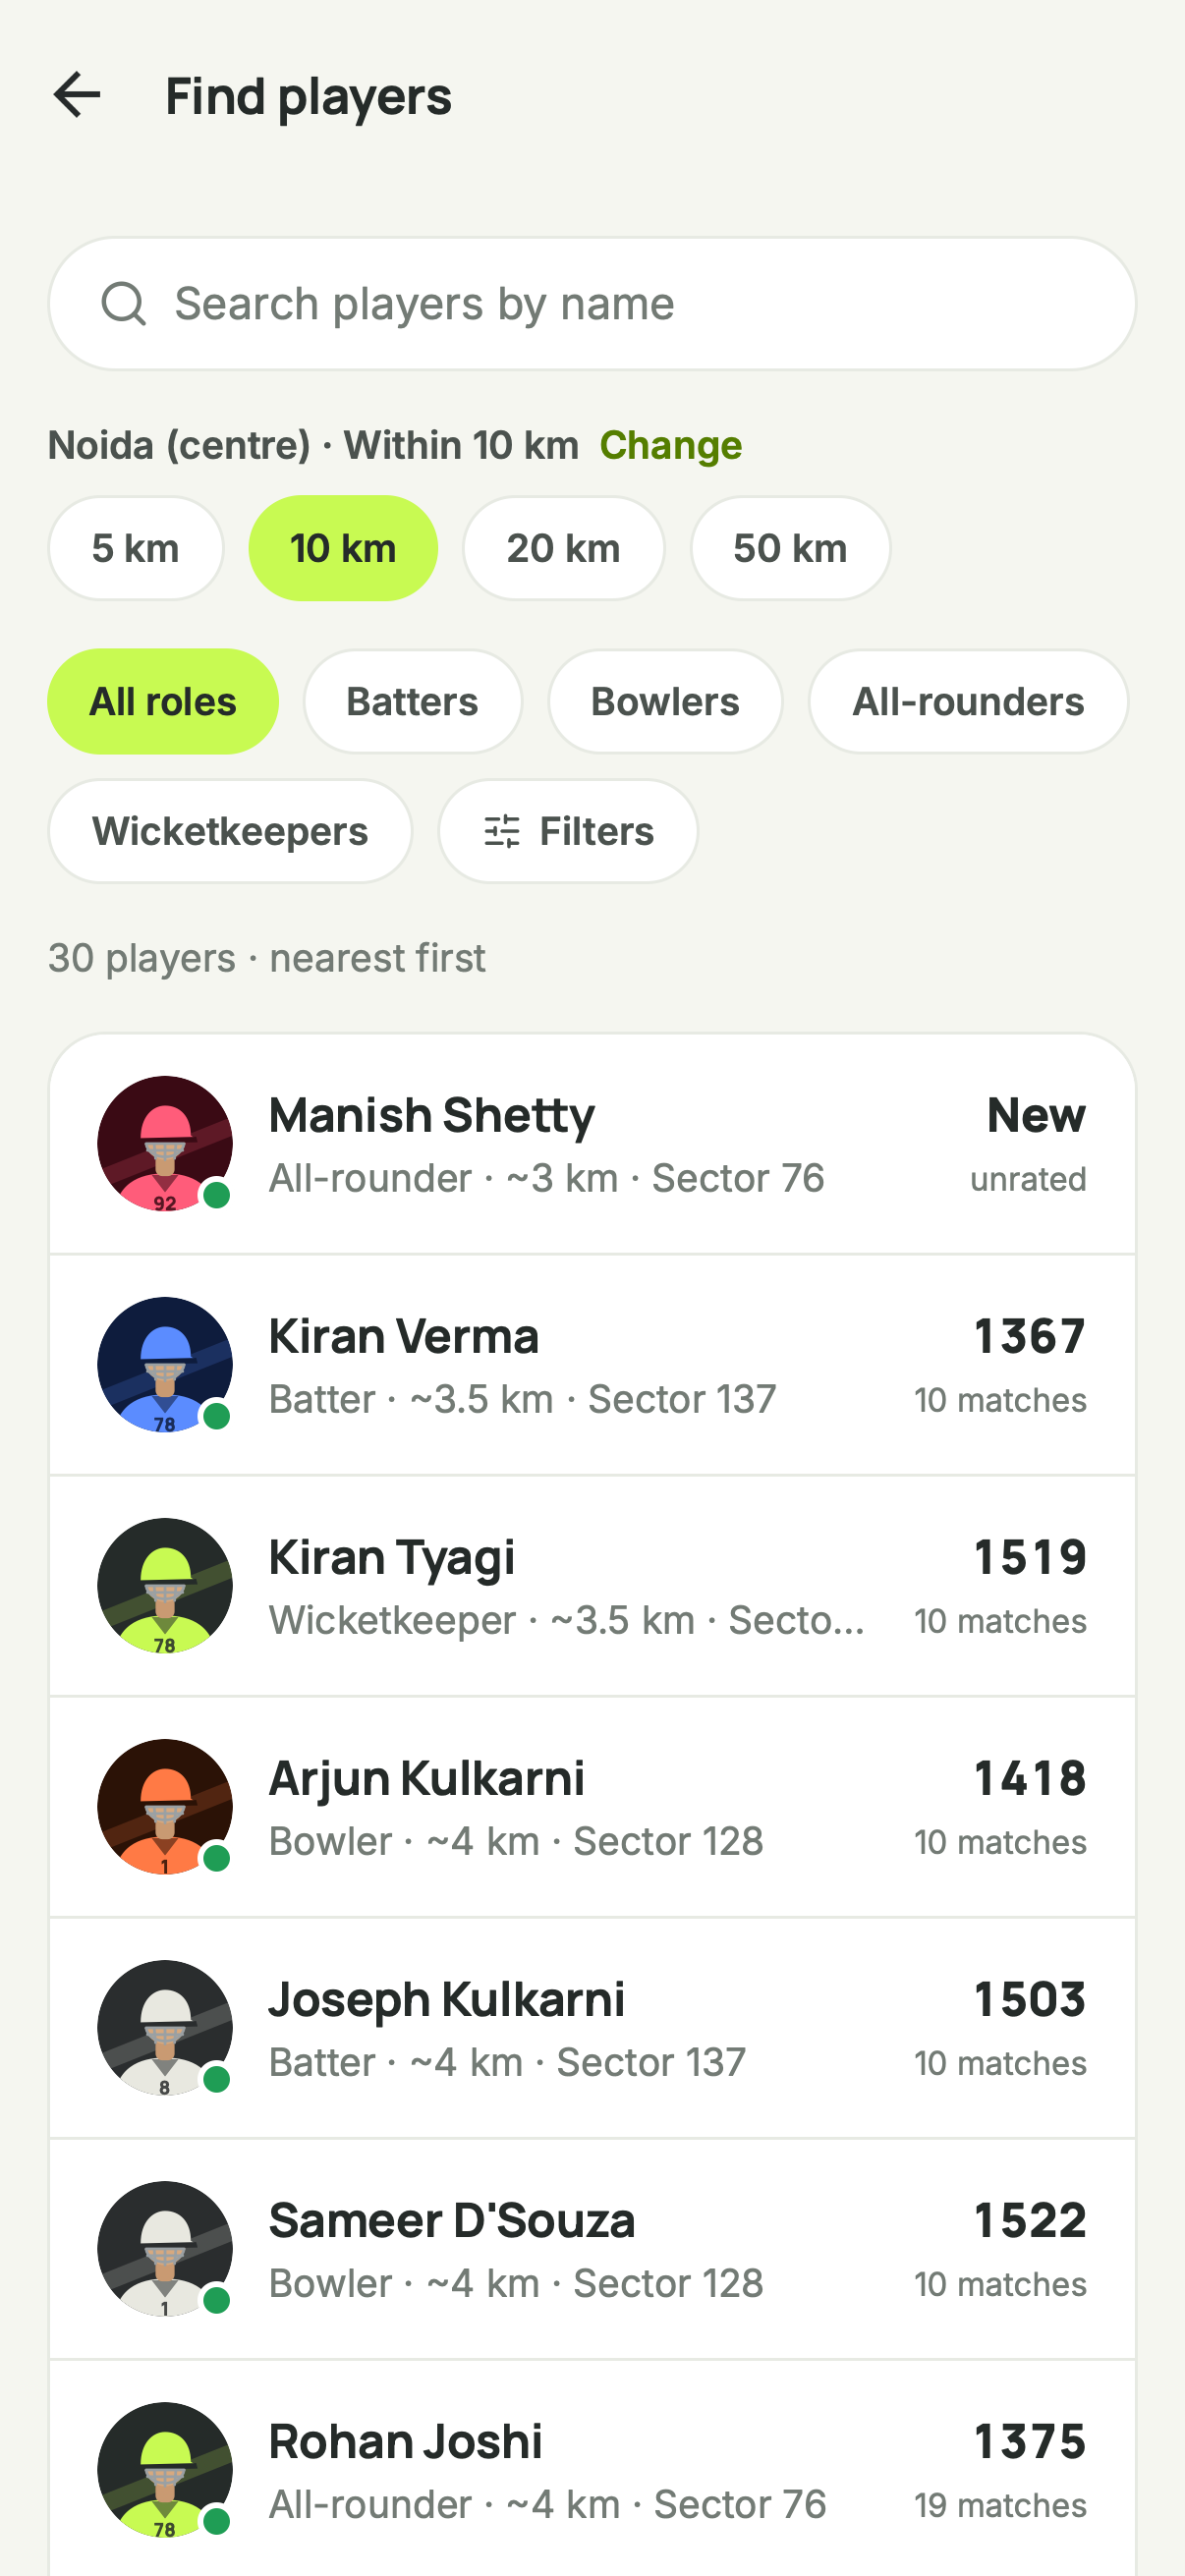 Find players
Search players by name
Noida (centre) · Within 10 km Change
5 km 10 km 20 km 50 km
All roles Batters Bowlers All-rounders
Wicketkeepers Filters
30 players · nearest first
Manish Shetty New
All-rounder · ~3 km · Sector 76 unrated
92
Kiran Verma 1367
Batter · ~3.5 km · Sector 137 10 matches
78
Kiran Tyagi 1519
Wicketkeeper · ~3.5 km · Secto... 10 matches
78
Arjun Kulkarni 1418
Bowler · ~4 km · Sector 128 10 matches
1
Joseph Kulkarni 1503
Batter · ~4 km · Sector 137 10 matches
8
Sameer D'Souza 1522
Bowler · ~4 km · Sector 128 10 matches
1
Rohan Joshi 1375
All-rounder · ~4 km · Sector 76 19 matches
78